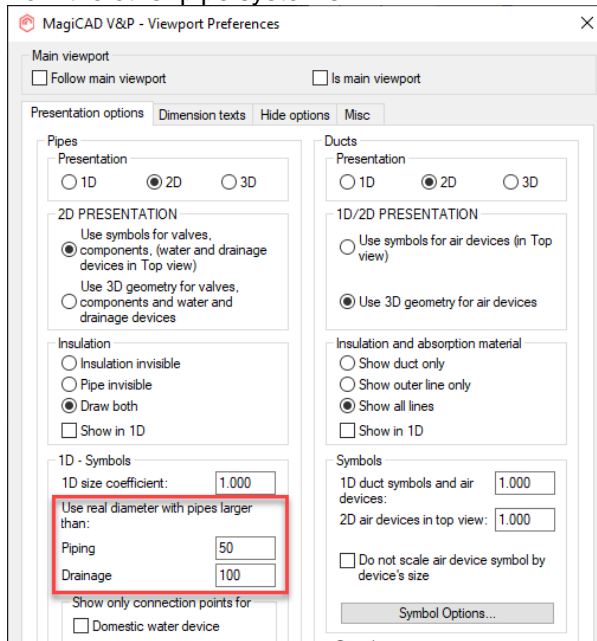 MagiCAD V&P - Viewport Preferences
Main viewport
Follow main viewport
Is main viewport
Presentation options
Dimension texts
Hide options
Misc
Pipes
Presentation
1D
2D
3D
2D PRESENTATION
Use symbols for valves,
components, (water and drainage
devices in Top view)
Use 3D geometry for valves,
components and water and
drainage devices
Insulation
Insulation invisible
Pipe invisible
Draw both
Show in 1D
1D - Symbols
1D size coefficient: 1.000
Use real diameter with pipes larger
than:
Piping 50
Drainage 100
Show only connection points for
Domestic water device
Ducts
Presentation
1D
2D
3D
1D/2D PRESENTATION
Use symbols for air devices (in Top
view)
Use 3D geometry for air devices
Insulation and absorption material
Show duct only
Show outer line only
Show all lines
Show in 1D
Symbols
1D duct symbols and air
devices: 1.000
2D air devices in top view: 1.000
Do not scale air device symbol by
device's size
Symbol Options...